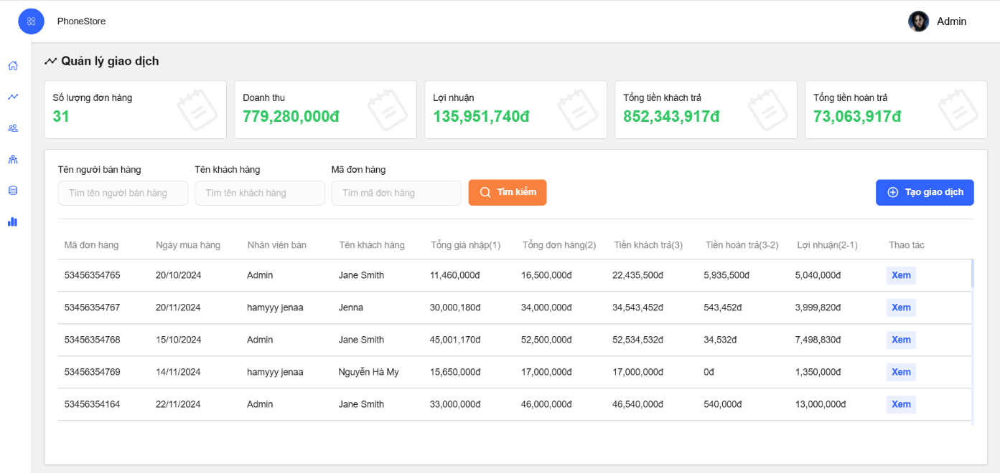 PhoneStore
Admin
Quản lý giao dịch
Số lượng đơn hàng
31
Doanh thu
779,280,000đ
Lợi nhuận
135,951,740đ
Tổng tiền khách trả
852,343,917đ
Tổng tiền hoàn trả
73,063,917đ
Tên người bán hàng
Tên khách hàng
Mã đơn hàng
Tìm tên người bán hàng
Tìm tên khách hàng
Tìm mã đơn hàng
Tìm kiếm
Tạo giao dịch
Mã đơn hàng Ngày mua hàng Nhân viên bán Tên khách hàng Tổng giá nhập(1) Tổng đơn hàng(2) Tiền khách trả(3) Tiền hoàn trả(3-2) Lợi nhuận(2-1) Thao tác
53456354765 20/10/2024 Admin Jane Smith 11,460,000đ 16,500,000đ 22,435,500đ 5,935,500đ 5,040,000đ Xem
53456354767 20/11/2024 hamyyy jenaa Jenna 30,000,180đ 34,000,000đ 34,543,452đ 543,452đ 3,999,820đ Xem
53456354768 15/10/2024 Admin Jane Smith 45,001,170đ 52,500,000đ 52,534,532đ 34,532đ 7,498,830đ Xem
53456354769 14/11/2024 hamyyy jenaa Nguyễn Hà My 15,650,000đ 17,000,000đ 17,000,000đ 0đ 1,350,000đ Xem
53456354164 22/11/2024 Admin Jane Smith 33,000,000đ 46,000,000đ 46,540,000đ 540,000đ 13,000,000đ Xem